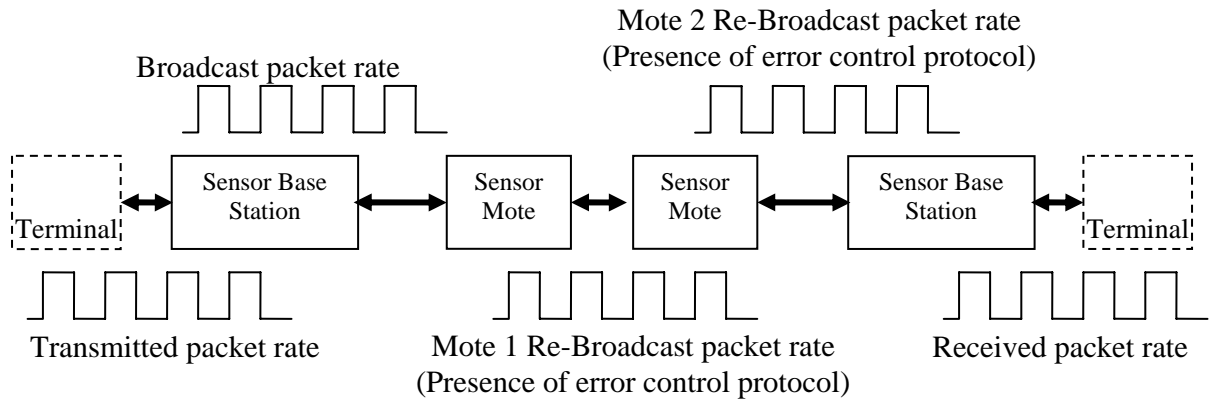 Mote 2 Re-Broadcast packet rate
(Presence of error control protocol)
Broadcast packet rate
Terminal
Sensor Base
Station
Sensor
Mote
Sensor
Mote
Sensor Base
Station
Terminal
Transmitted packet rate
Mote 1 Re-Broadcast packet rate
(Presence of error control protocol)
Received packet rate